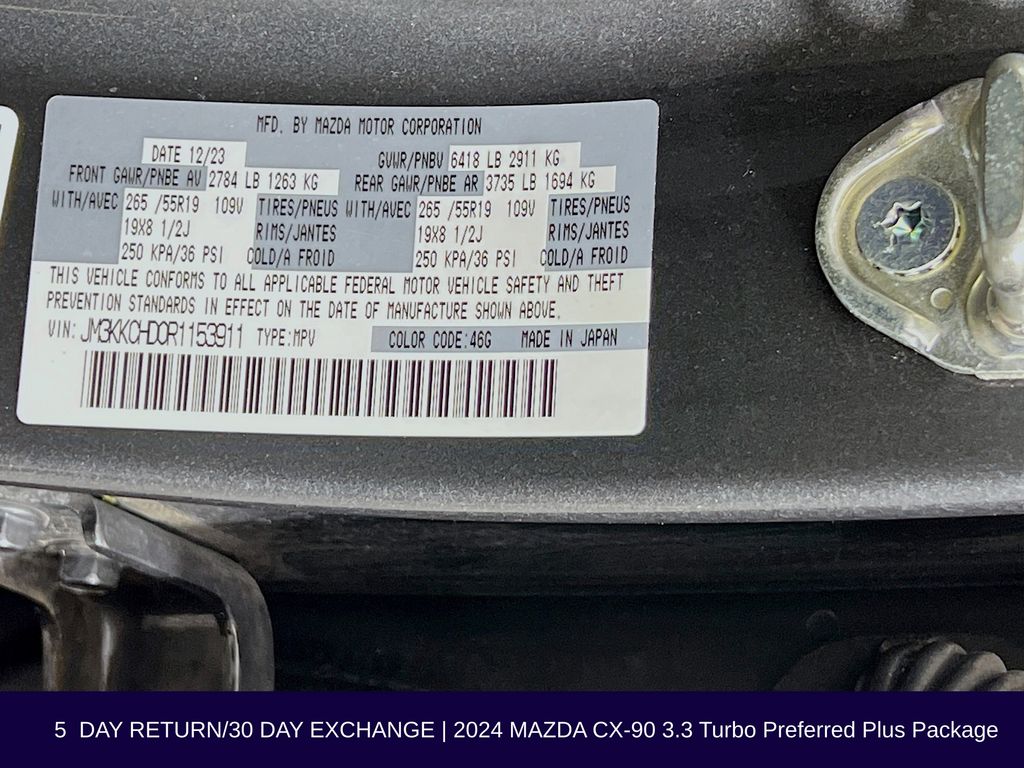 MFD. BY MAZDA MOTOR CORPORATION
DATE 12/23 GVWR/PNBV 6418 LB 2911 KG
FRONT GAWR/PNBE AV 2784 LB 1263 KG REAR GAWR/PNBE AR 3735 LB 1694 KG
WITH/AVEC 265 /55R19 109V TIRES/PNEUS WITH/AVEC 265 /55R19 109V TIRES/PNEUS
19X8 1/2J RIMS/JANTES 19X8 1/2J RIMS/JANTES
250 KPA/36 PSI COLD/A FROID 250 KPA/36 PSI COLD/A FROID
THIS VEHICLE CONFORMS TO ALL APPLICABLE FEDERAL MOTOR VEHICLE SAFETY AND THEFT
PREVENTION STANDARDS IN EFFECT ON THE DATE OF MANUFACTURE SHOWN ABOVE.
VIN: JM3KKCHD0R1153911 TYPE:MPV COLOR CODE:46G MADE IN JAPAN
5 DAY RETURN/30 DAY EXCHANGE | 2024 MAZDA CX-90 3.3 Turbo Preferred Plus Package